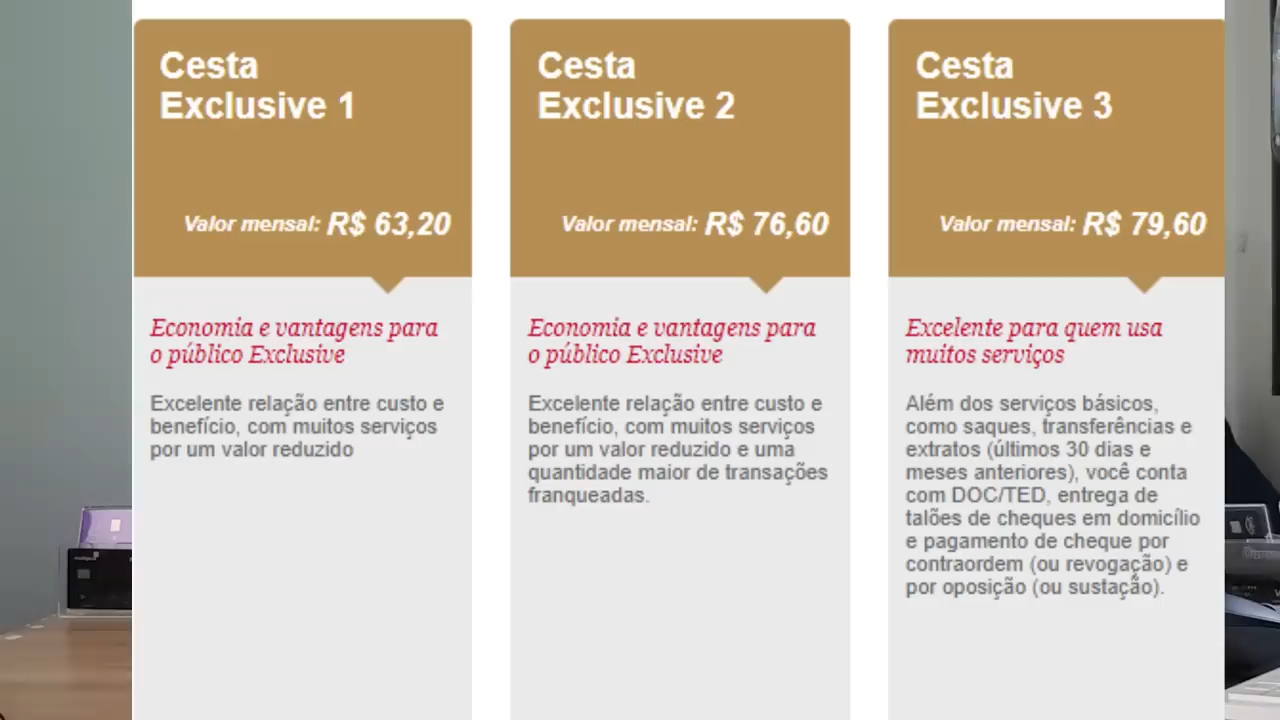 Cesta
Exclusive 1
Valor mensal: R$ 63,20
Economia e vantagens para
o público Exclusive
Excelente relação entre custo e
benefício, com muitos serviços
por um valor reduzido
Cesta
Exclusive 2
Valor mensal: R$ 76,60
Economia e vantagens para
o público Exclusive
Excelente relação entre custo e
benefício, com muitos serviços
por um valor reduzido e uma
quantidade maior de transações
franqueadas.
Cesta
Exclusive 3
Valor mensal: R$ 79,60
Excelente para quem usa
muitos serviços
Além dos serviços básicos,
como saques, transferências e
extratos (últimos 30 dias e
meses anteriores), você conta
com DOC/TED, entrega de
talões de cheques em domicílio
e pagamento de cheque por
contraordem (ou revogação) e
por oposição (ou sustação).